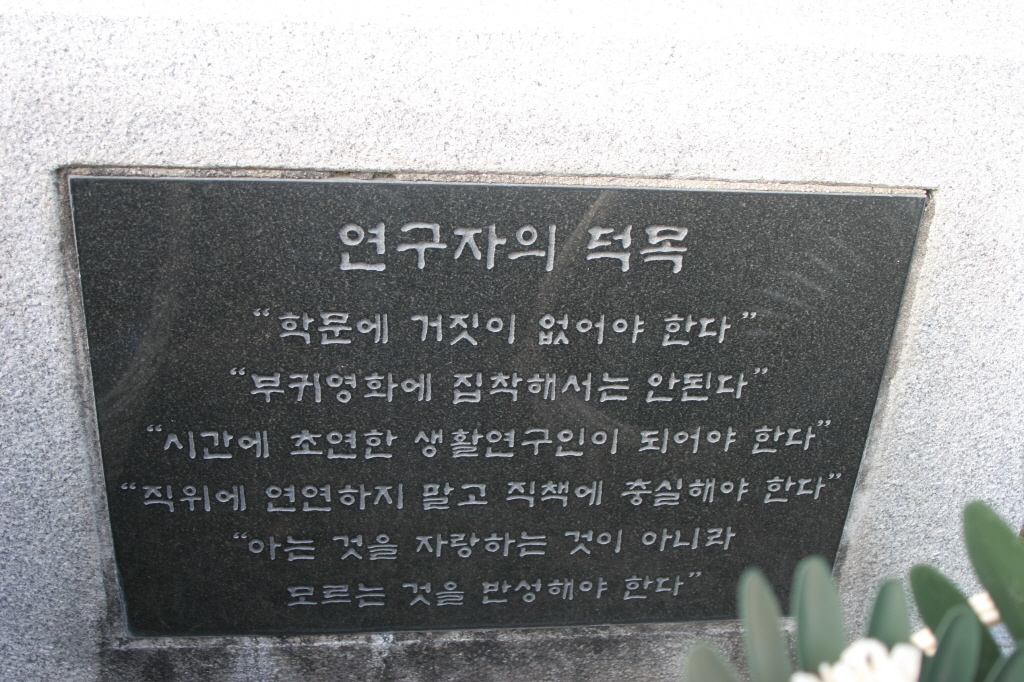 연구자의 덕목
“학문에 거짓이 없어야 한다”
“부귀영화에 집착해서는 안된다”
“시간에 초연한 생활연구인이 되어야 한다”
“직위에 연연하지 말고 직책에 충실해야 한다”
“아는 것을 자랑하는 것이 아니라
모르는 것을 반성해야 한다”